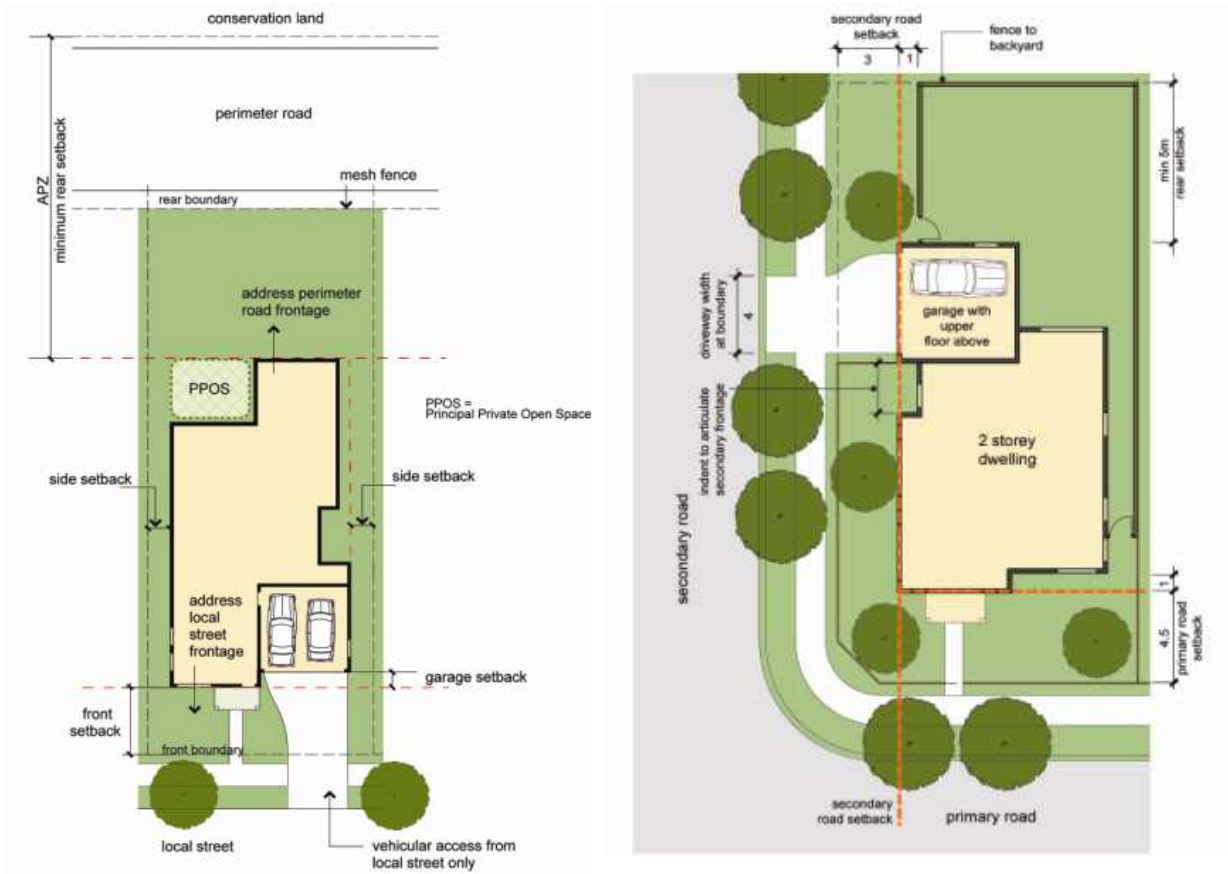 conservation land
perimeter road
APZ
minimum rear setback
mesh fence
rear boundary
address perimeter
road frontage
PPOS
PPOS =
Principal Private Open Space
side setback
side setback
address
local
street
frontage
garage setback
front
setback
front boundary
local street
vehicular access from
local street only
secondary road
setback
3
1
fence to
backyard
min 5m
rear setback
driveway width
at boundary
4
garage with
upper
floor above
indent to articulate
secondary frontage
2 storey
dwelling
secondary road
1
4.5
primary road
setback
secondary
road setback
primary road